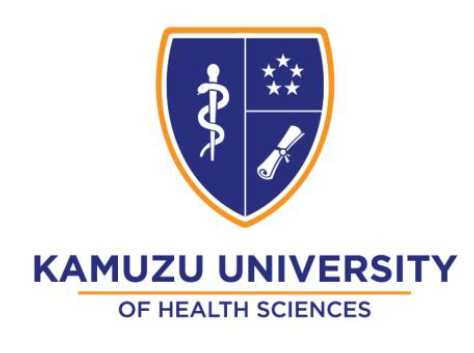 KAMUZU UNIVERSITY
OF HEALTH SCIENCES